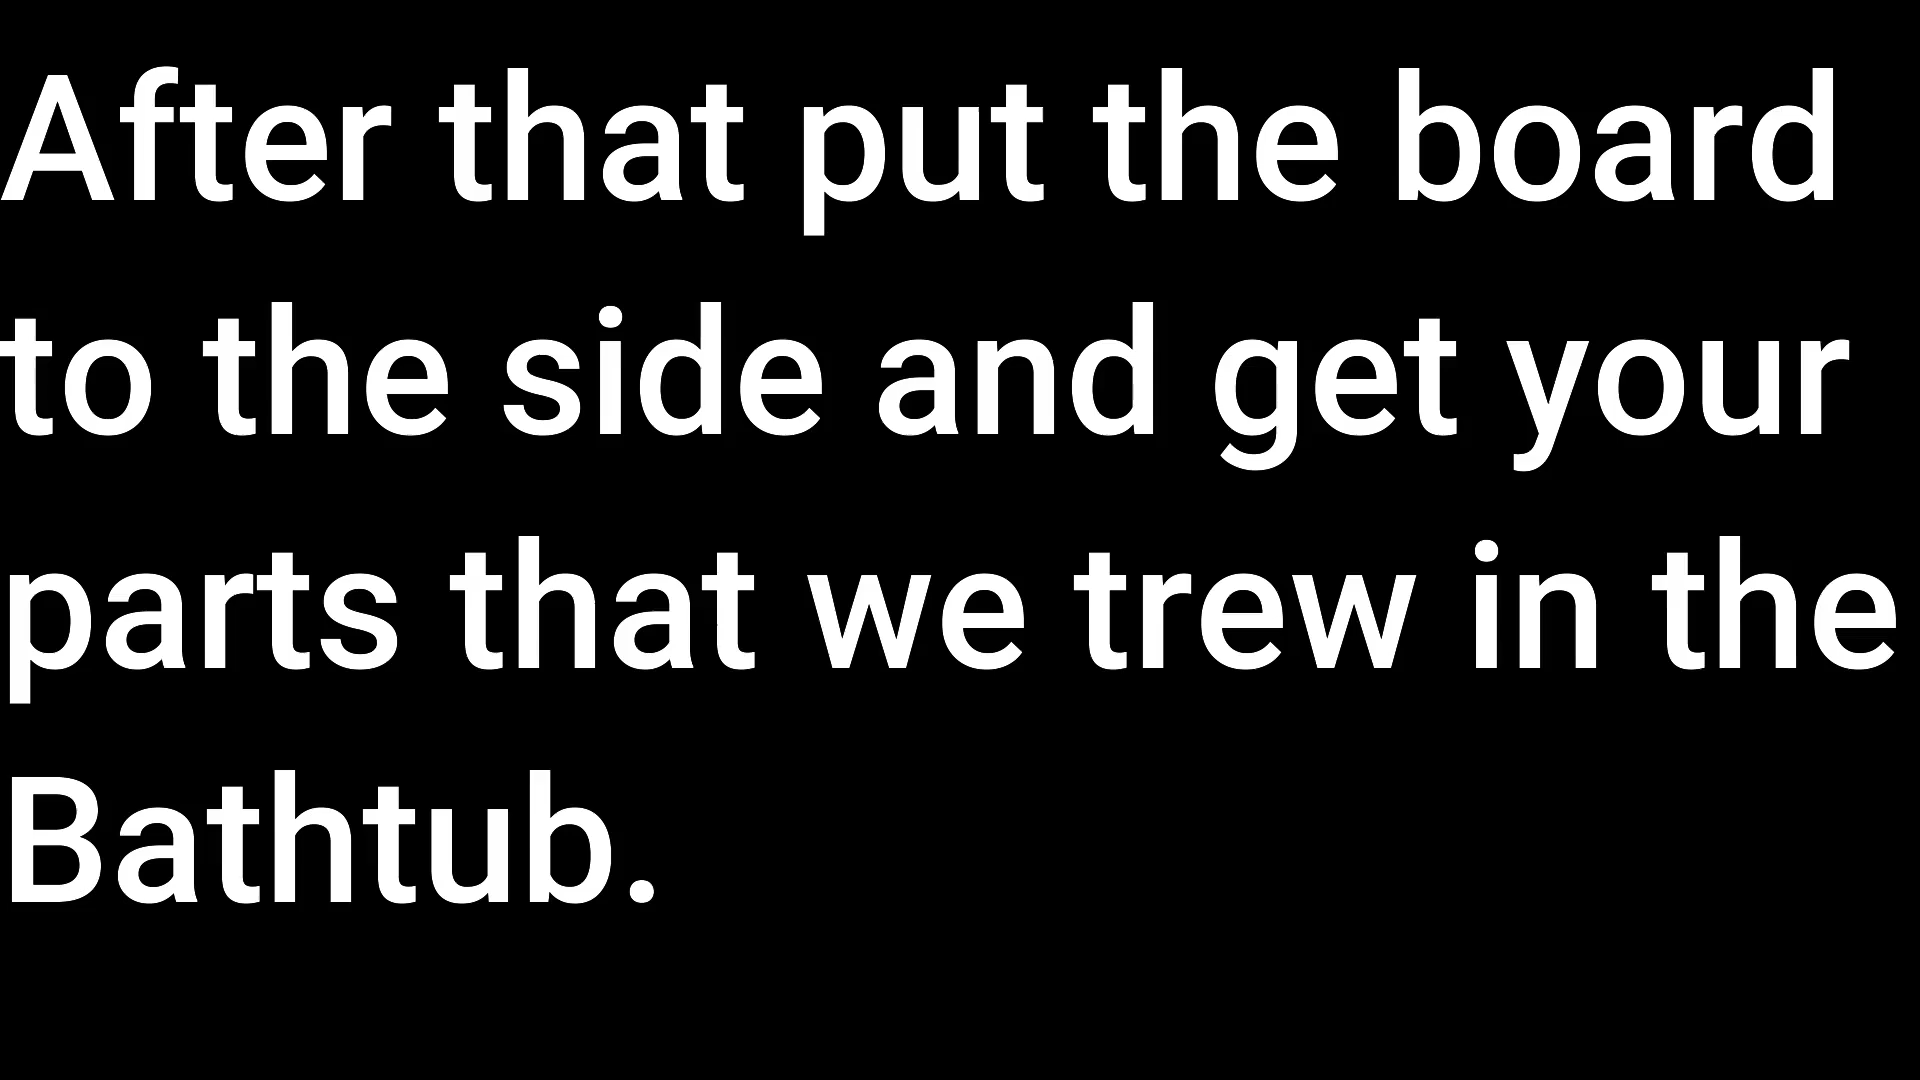 After that put the board
to the side and get your
parts that we trew in the
Bathtub.